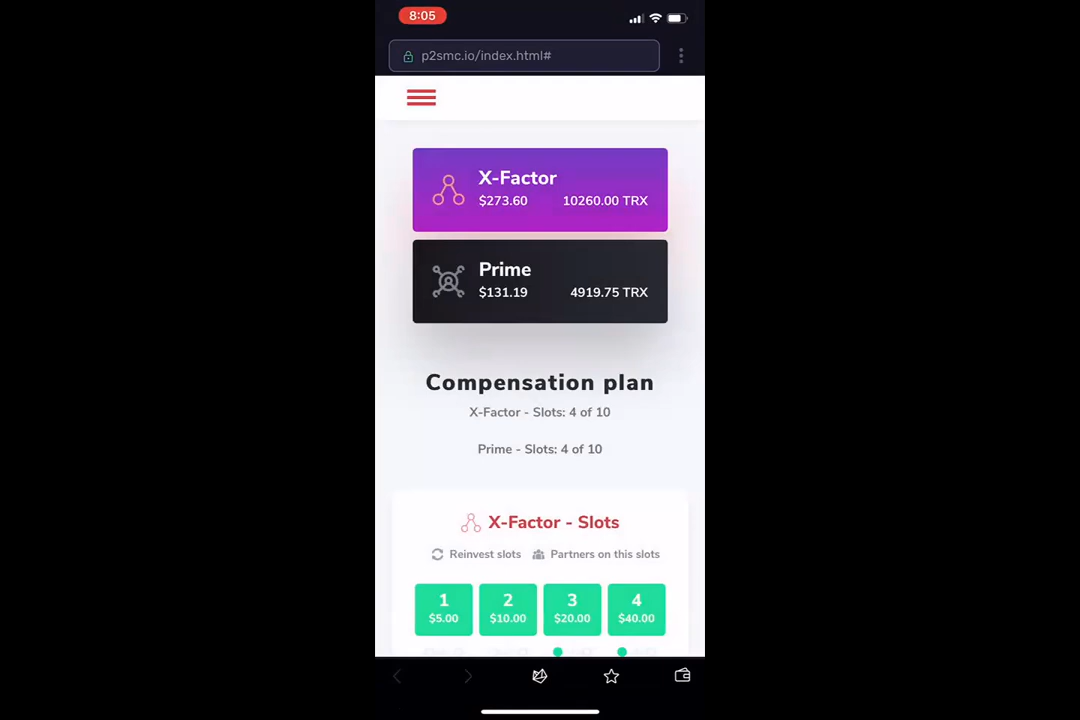 8:05
p2smc.io/index.html#
X-Factor
$273.60 10260.00 TRX
Prime
$131.19 4919.75 TRX
Compensation plan
X-Factor - Slots: 4 of 10
Prime - Slots: 4 of 10
X-Factor - Slots
Reinvest slots Partners on this slots
1 2 3 4
$5.00 $10.00 $20.00 $40.00